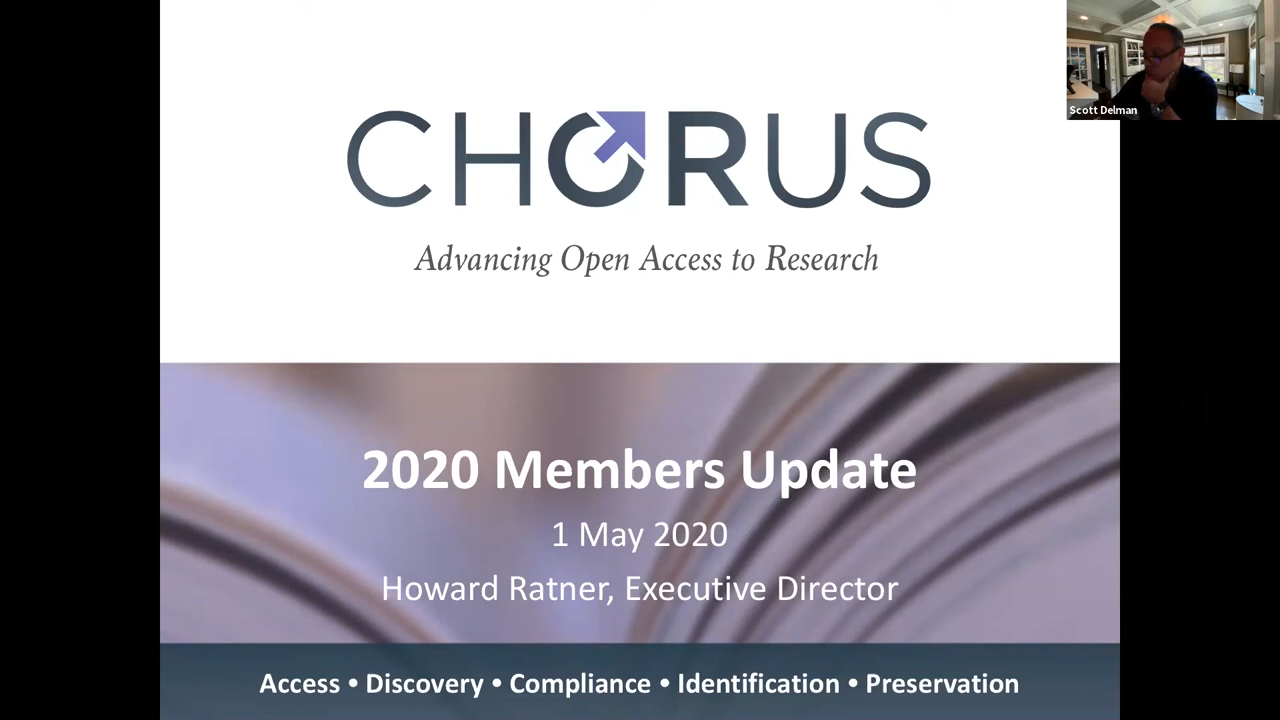 CHORUS
Scott Delman
Advancing Open Access to Research
2020 Members Update
1 May 2020
Howard Ratner, Executive Director
Access • Discovery • Compliance • Identification • Preservation